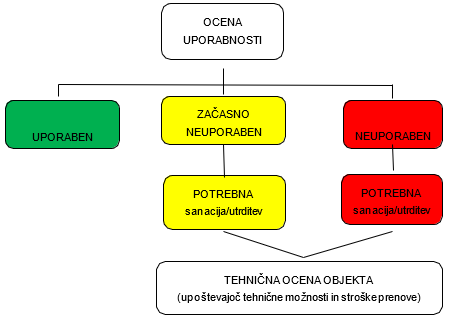 OCENA
UPORABNOSTI
UPORABEN
ZAČASNO
NEUPORABEN
NEUPORABEN
POTREBNA
sanacija/utrditev
POTREBNA
sanacija/utrditev
TEHNIČNA OCENA OBJEKTA
(upoštevajoč tehnične možnosti in stroške prenove)